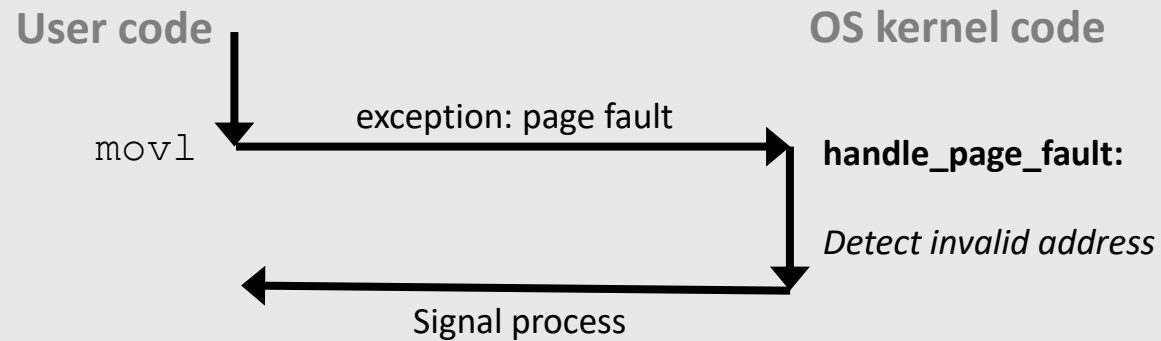 User code
OS kernel code
exception: page fault
movl
handle_page_fault:
Detect invalid address
Signal process